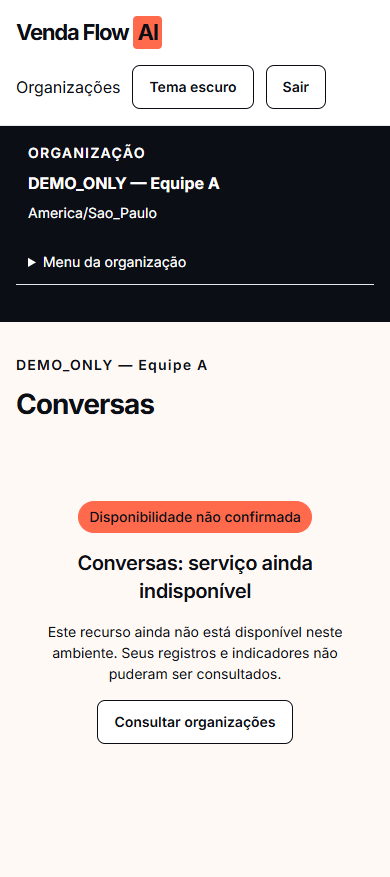 Venda Flow AI
Organizações
Tema escuro
Sair
ORGANIZAÇÃO
DEMO_ONLY — Equipe A
America/Sao_Paulo
Menu da organização
DEMO_ONLY — Equipe A
Conversas
Disponibilidade não confirmada
Conversas: serviço ainda
indisponível
Este recurso ainda não está disponível neste
ambiente. Seus registros e indicadores não
puderam ser consultados.
Consultar organizações